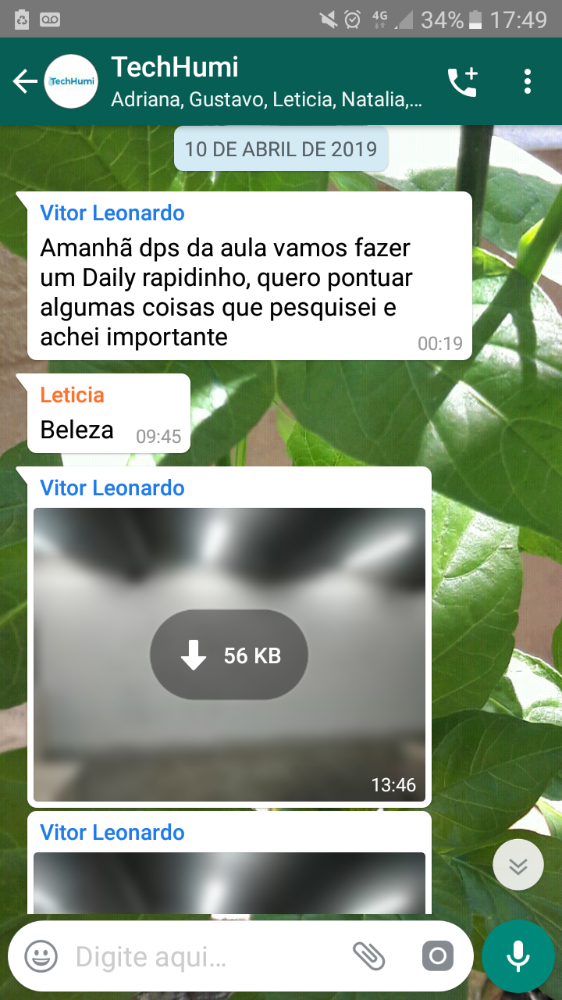 4G 34% 17:49
TechHumi
TechHumi
Adriana, Gustavo, Leticia, Natalia,...
10 DE ABRIL DE 2019
Vitor Leonardo
Amanhã dps da aula vamos fazer
um Daily rapidinho, quero pontuar
algumas coisas que pesquisei e
achei importante
00:19
Leticia
Beleza 09:45
Vitor Leonardo
56 KB
13:46
Vitor Leonardo
Digite aqui...